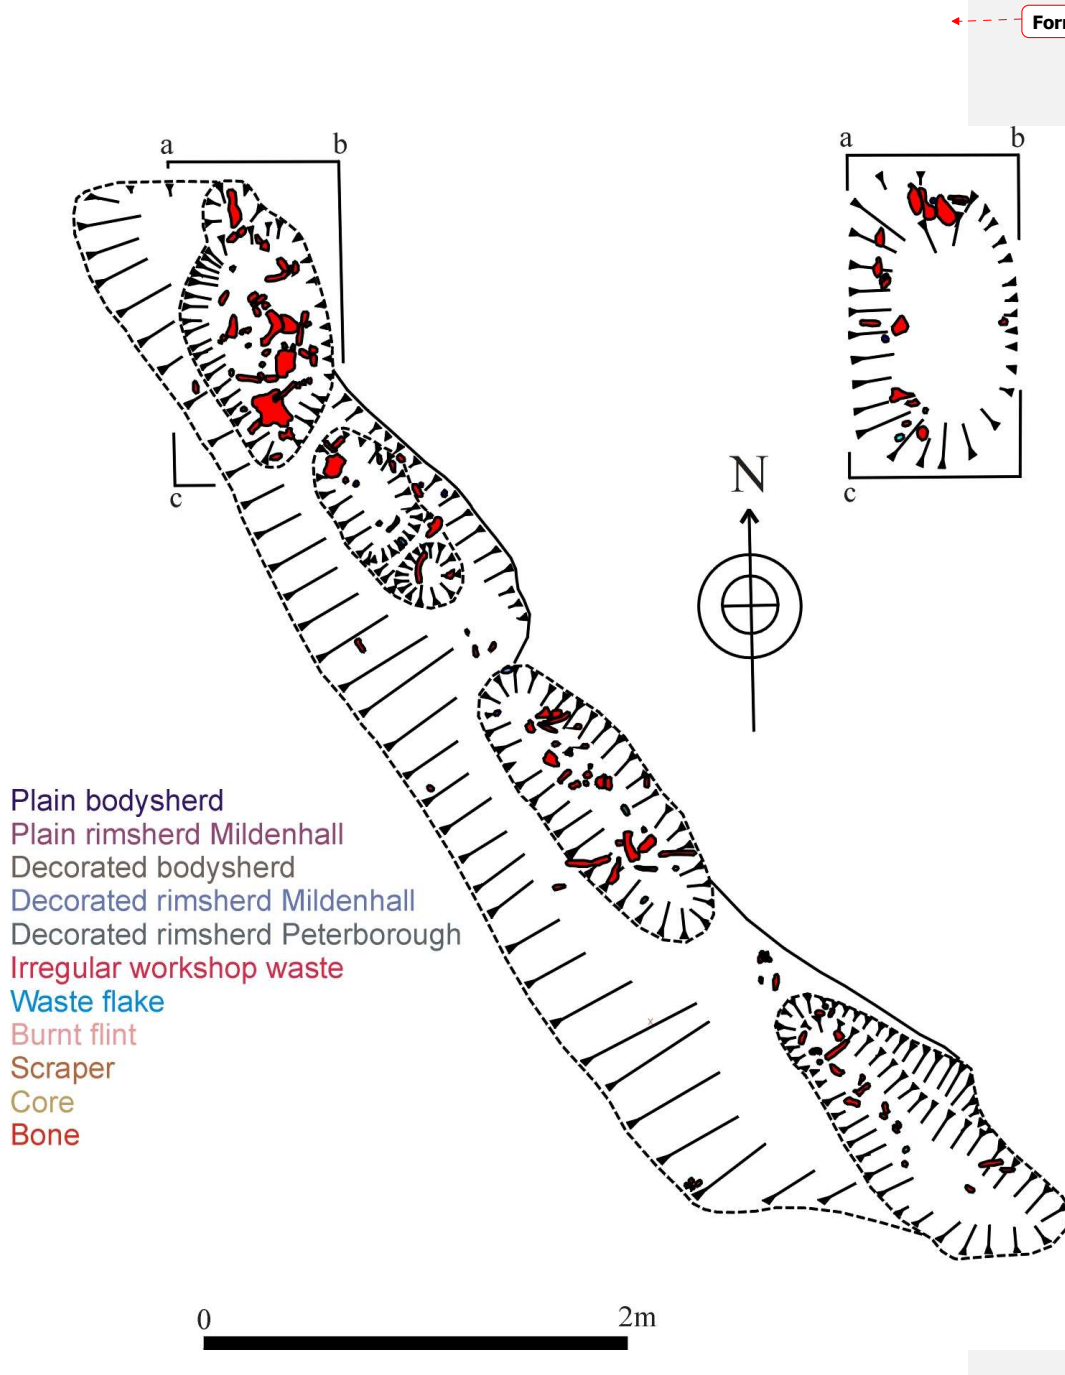 Forr
a
b
a
b
c
c
N
Plain bodysherd
Plain rimsherd Mildenhall
Decorated bodysherd
Decorated rimsherd Mildenhall
Decorated rimsherd Peterborough
Irregular workshop waste
Waste flake
Burnt flint
Scraper
Core
Bone
x
0
2m